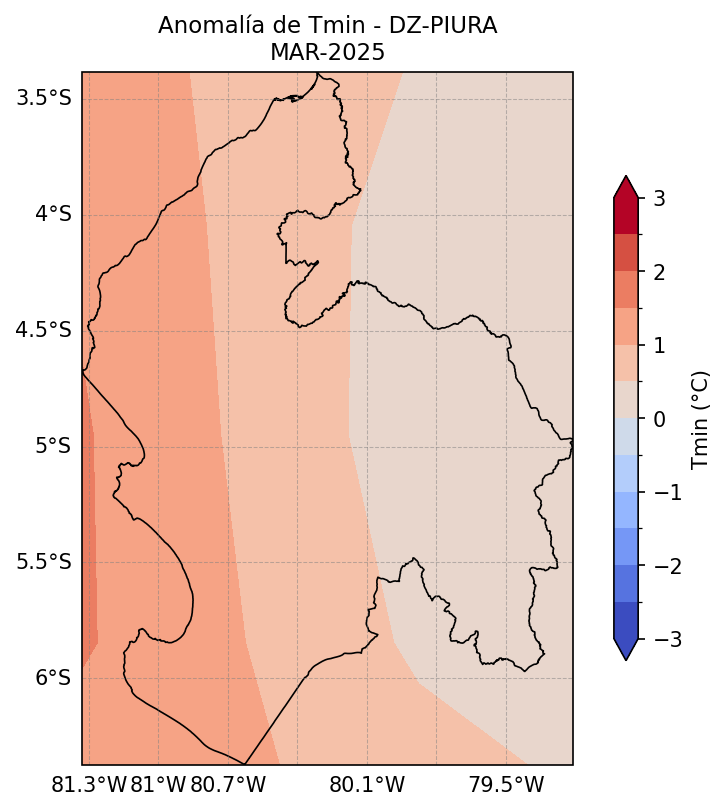 Anomalía de Tmin - DZ-PIURA
MAR-2025
3.5°S
4°S
4.5°S
5°S
5.5°S
6°S
81.3°W 81°W 80.7°W 80.1°W 79.5°W
3
2
1
0
−1
−2
−3
Tmin (°C)